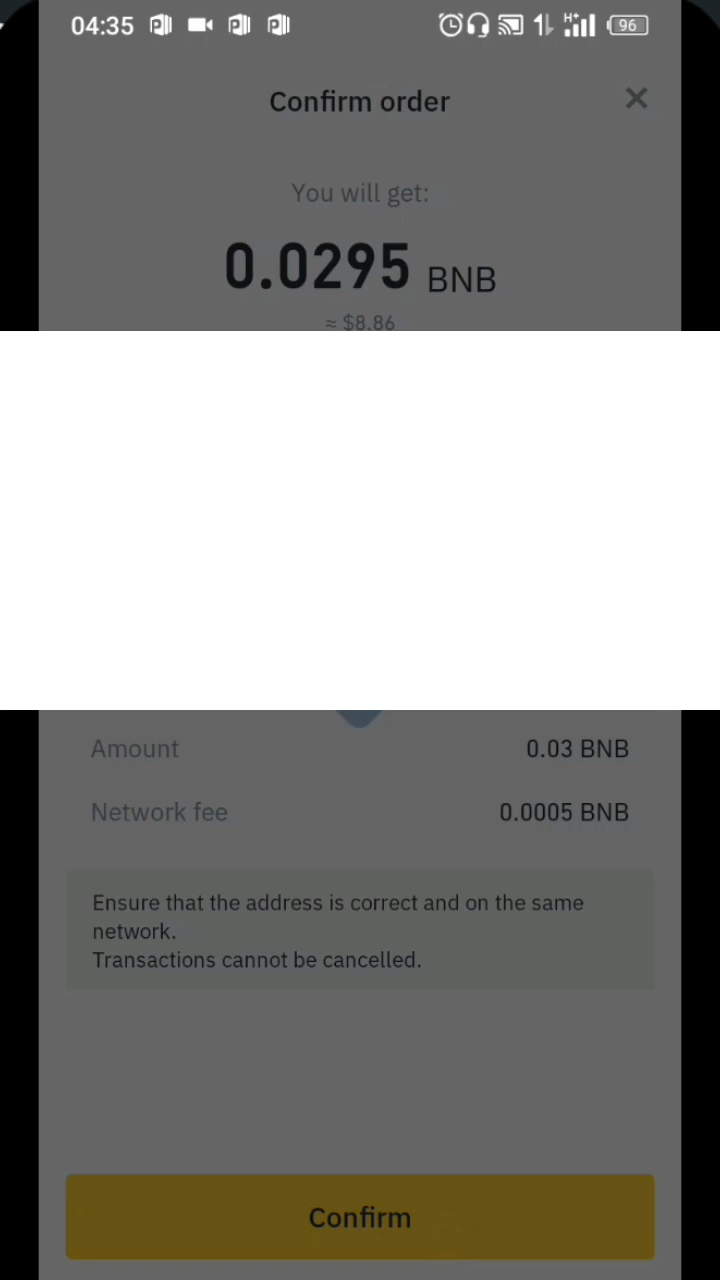 04:35 H+ 96
Confirm order
You will get:
0.0295 BNB
≈ $8.86
Amount 0.03 BNB
Network fee 0.0005 BNB
Ensure that the address is correct and on the same
network.
Transactions cannot be cancelled.
Confirm